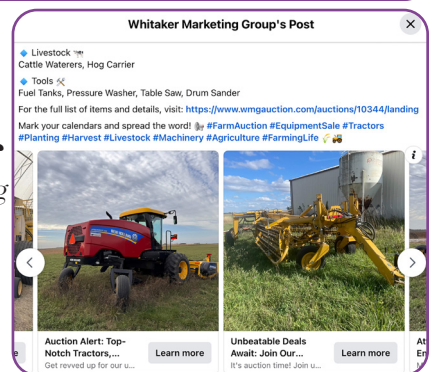 Whitaker Marketing Group's Post
Livestock
Cattle Waterers, Hog Carrier
Tools
Fuel Tanks, Pressure Washer, Table Saw, Drum Sander
For the full list of items and details, visit: https://www.wmgauction.com/auctions/10344/landing
Mark your calendars and spread the word! #FarmAuction #EquipmentSale #Tractors
#Planting #Harvest #Livestock #Machinery #Agriculture #FarmingLife
g
i
NEW HOLLAND
e
Auction Alert: Top-
Notch Tractors,...
Get revved up for our u...
Learn more
Unbeatable Deals
Await: Join Our...
It's auction time! Join u...
Learn more
At